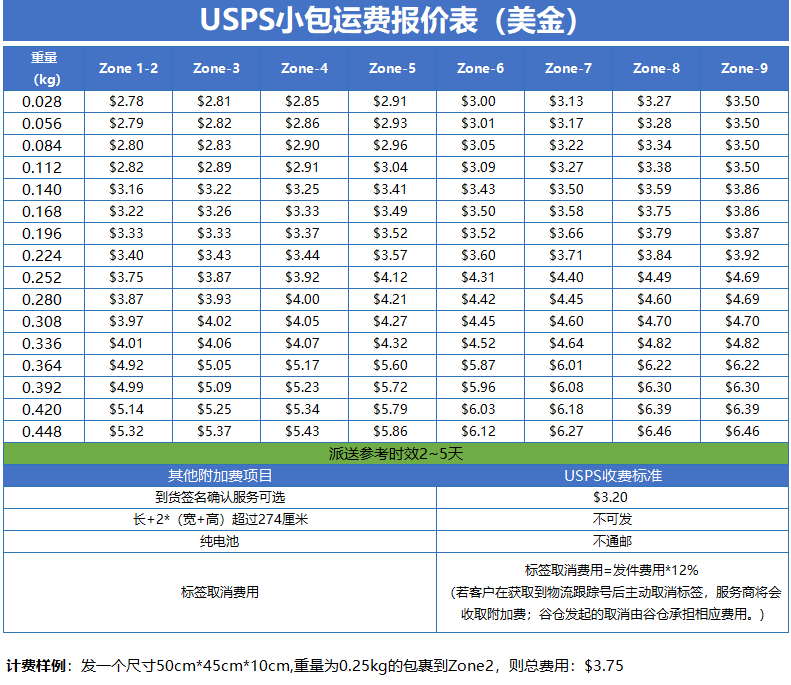 USPS小包运费报价表（美金）
重量 (kg) Zone 1-2 Zone-3 Zone-4 Zone-5 Zone-6 Zone-7 Zone-8 Zone-9
0.028 $2.78 $2.81 $2.85 $2.91 $3.00 $3.13 $3.27 $3.50
0.056 $2.79 $2.82 $2.86 $2.93 $3.01 $3.17 $3.28 $3.50
0.084 $2.80 $2.83 $2.90 $2.96 $3.05 $3.22 $3.34 $3.50
0.112 $2.82 $2.89 $2.91 $3.04 $3.09 $3.27 $3.38 $3.50
0.140 $3.16 $3.22 $3.25 $3.41 $3.43 $3.50 $3.59 $3.86
0.168 $3.22 $3.26 $3.33 $3.49 $3.50 $3.58 $3.75 $3.86
0.196 $3.33 $3.33 $3.37 $3.52 $3.52 $3.66 $3.79 $3.87
0.224 $3.40 $3.43 $3.44 $3.57 $3.60 $3.71 $3.84 $3.92
0.252 $3.75 $3.87 $3.92 $4.12 $4.31 $4.40 $4.49 $4.69
0.280 $3.87 $3.93 $4.00 $4.21 $4.42 $4.45 $4.60 $4.69
0.308 $3.97 $4.02 $4.05 $4.27 $4.45 $4.60 $4.70 $4.70
0.336 $4.01 $4.06 $4.07 $4.32 $4.52 $4.64 $4.82 $4.82
0.364 $4.92 $5.05 $5.17 $5.60 $5.87 $6.01 $6.22 $6.22
0.392 $4.99 $5.09 $5.23 $5.72 $5.96 $6.08 $6.30 $6.30
0.420 $5.14 $5.25 $5.34 $5.79 $6.03 $6.18 $6.39 $6.39
0.448 $5.32 $5.37 $5.43 $5.86 $6.12 $6.27 $6.46 $6.46
派送参考时效2~5天
其他附加费项目 USPS收费标准
到货签名确认服务可选 $3.20
长+2*（宽+高）超过274厘米 不可发
纯电池 不通邮
标签取消费用 标签取消费用=发件费用*12%
（若客户在获取到物流跟踪号后主动取消标签，服务商将会
收取附加费；谷仓发起的取消由谷仓承担相应费用。）
计费样例：发一个尺寸50cm*45cm*10cm,重量为0.25kg的包裹到Zone2，则总费用：$3.75